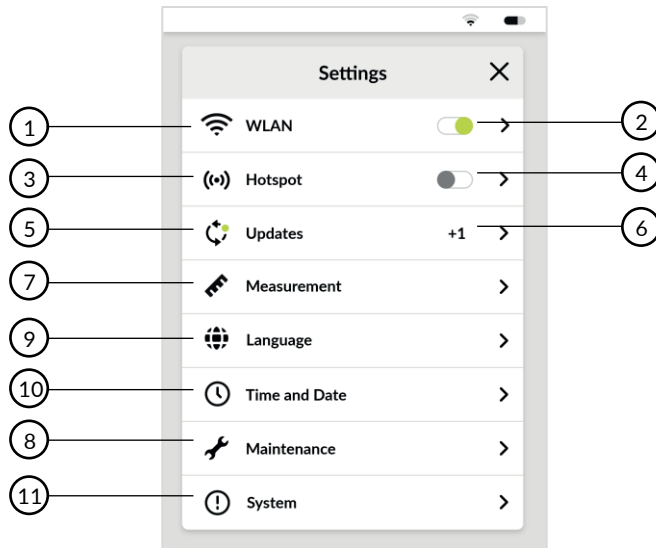 Settings
1 WLAN 2
3 Hotspot 4
5 Updates +1 6
7 Measurement
9 Language
10 Time and Date
8 Maintenance
11 System